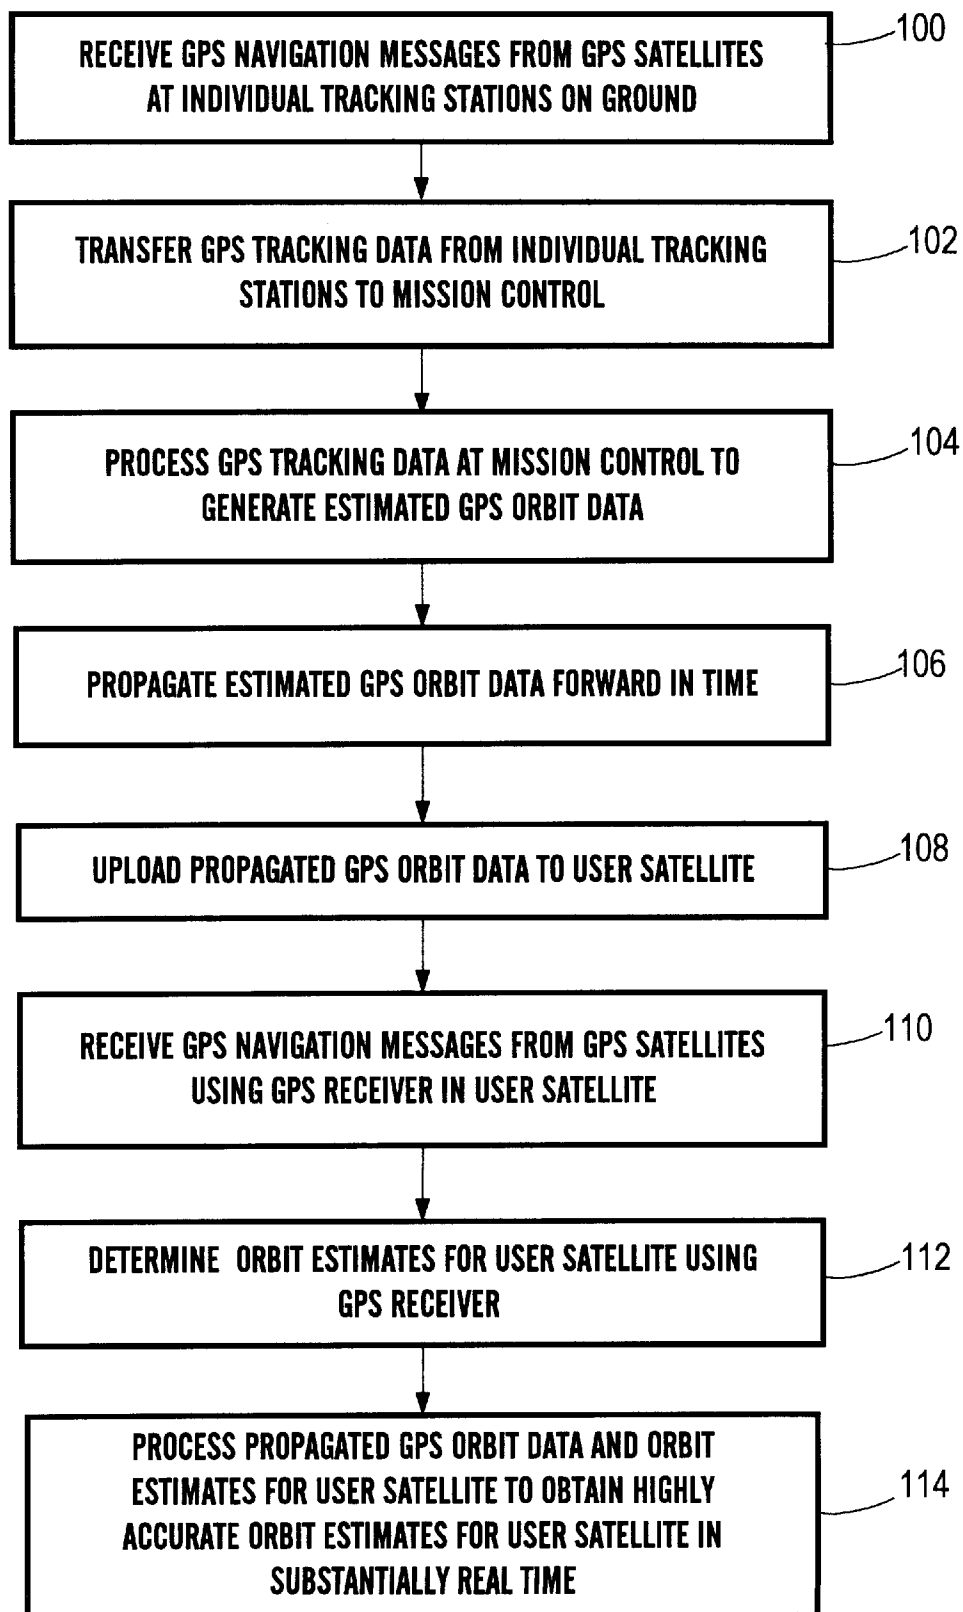 RECEIVE GPS NAVIGATION MESSAGES FROM GPS SATELLITES
AT INDIVIDUAL TRACKING STATIONS ON GROUND
100
TRANSFER GPS TRACKING DATA FROM INDIVIDUAL TRACKING
STATIONS TO MISSION CONTROL
102
PROCESS GPS TRACKING DATA AT MISSION CONTROL TO
GENERATE ESTIMATED GPS ORBIT DATA
104
PROPAGATE ESTIMATED GPS ORBIT DATA FORWARD IN TIME
106
UPLOAD PROPAGATED GPS ORBIT DATA TO USER SATELLITE
108
RECEIVE GPS NAVIGATION MESSAGES FROM GPS SATELLITES
USING GPS RECEIVER IN USER SATELLITE
110
DETERMINE ORBIT ESTIMATES FOR USER SATELLITE USING
GPS RECEIVER
112
PROCESS PROPAGATED GPS ORBIT DATA AND ORBIT
ESTIMATES FOR USER SATELLITE TO OBTAIN HIGHLY
ACCURATE ORBIT ESTIMATES FOR USER SATELLITE IN
SUBSTANTIALLY REAL TIME
114